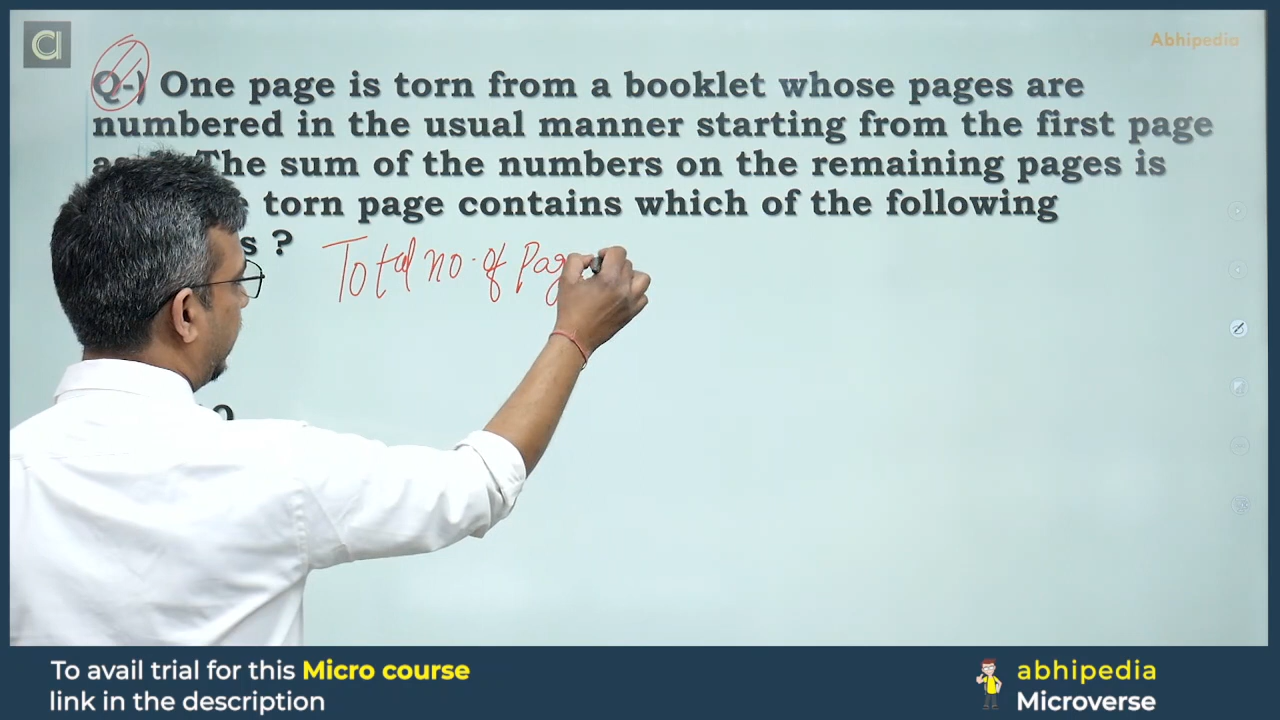 a
Abhipedia
Q-) One page is torn from a booklet whose pages are
numbered in the usual manner starting from the first page
The sum of the numbers on the remaining pages is
torn page contains which of the following
?
Total no. of Pag
To avail trial for this Micro course
link in the description
abhipedia
Microverse